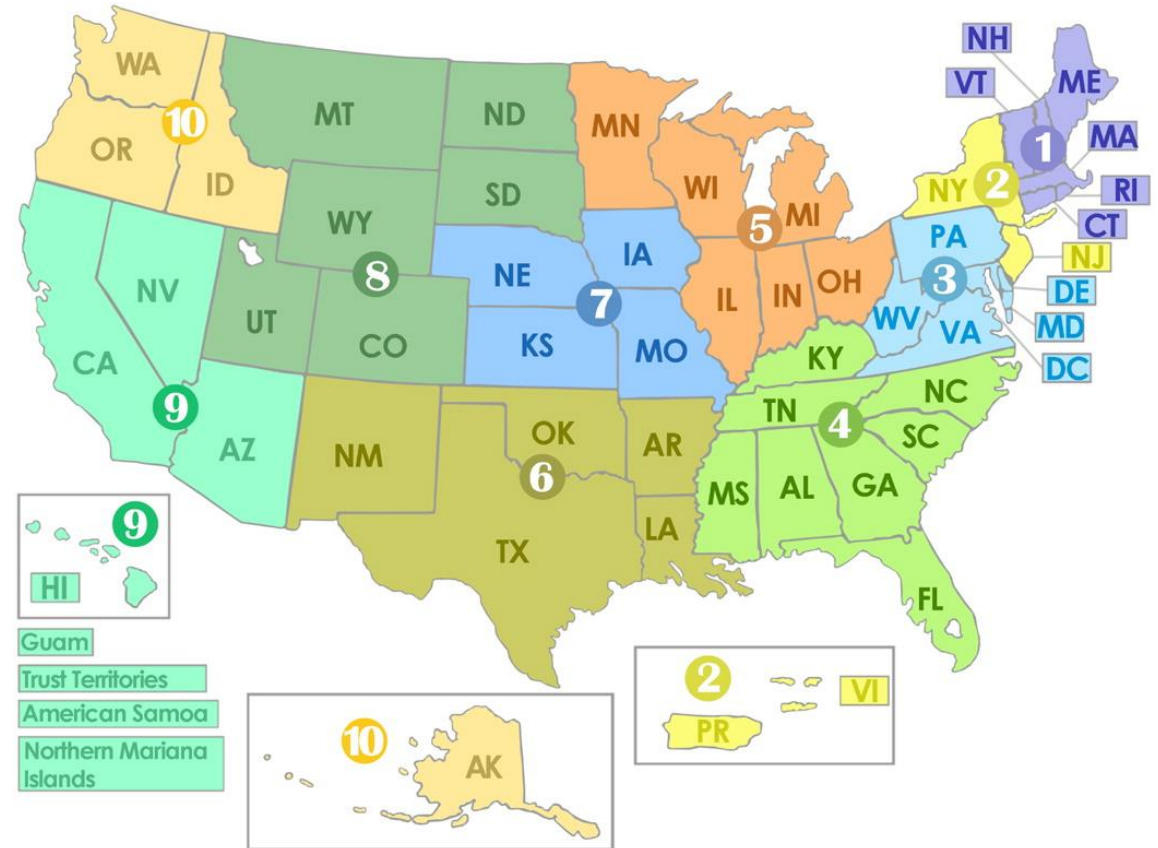 NH
VT
ME
WA
MT
ND
MN
10
OR
ID
SD
WI
MI
5
1
MA
NY
2
RI
CT
WY
8
NE
IA
PA
NJ
3
DE
NV
UT
CO
7
KS
MO
IL
IN
OH
WV
VA
MD
DC
CA
KY
9
AZ
NM
OK
6
AR
TN
4
NC
SC
MS
AL
GA
TX
LA
FL
9
HI
Guam
Trust Territories
American Samoa
Northern Mariana
Islands
10
AK
2
VI
PR